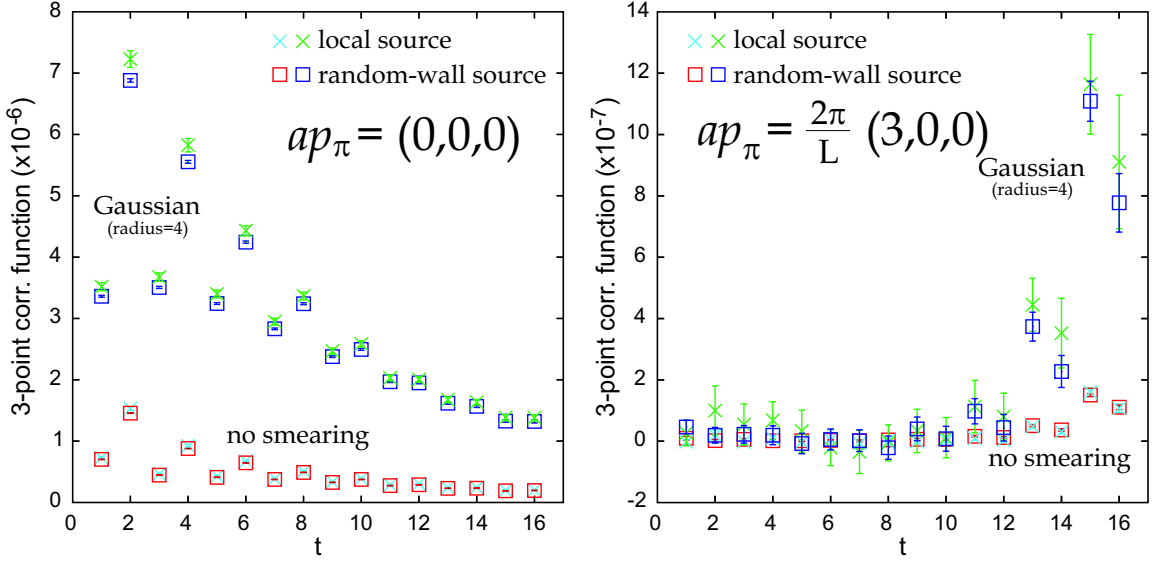 8
7
6
5
4
3
2
1
0
3-point corr. function (x10⁻⁶)
× × local source
□ □ random-wall source
apπ = (0,0,0)
Gaussian
(radius=4)
no smearing
0 2 4 6 8 10 12 14 16
t
14
12
10
8
6
4
2
0
-2
3-point corr. function (x10⁻⁷)
× × local source
□ □ random-wall source
apπ = 2π/L (3,0,0)
Gaussian
(radius=4)
no smearing
0 2 4 6 8 10 12 14 16
t